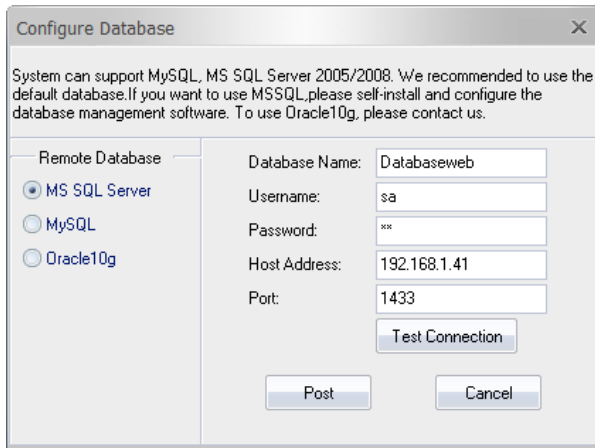 Configure Database
System can support MySQL, MS SQL Server 2005/2008. We recommended to use the
default database.If you want to use MSSQL,please self-install and configure the
database management software. To use Oracle10g, please contact us.
Remote Database
MS SQL Server
MySQL
Oracle10g
Database Name: Databaseweb
Username: sa
Password: **
Host Address: 192.168.1.41
Port: 1433
Test Connection
Post Cancel